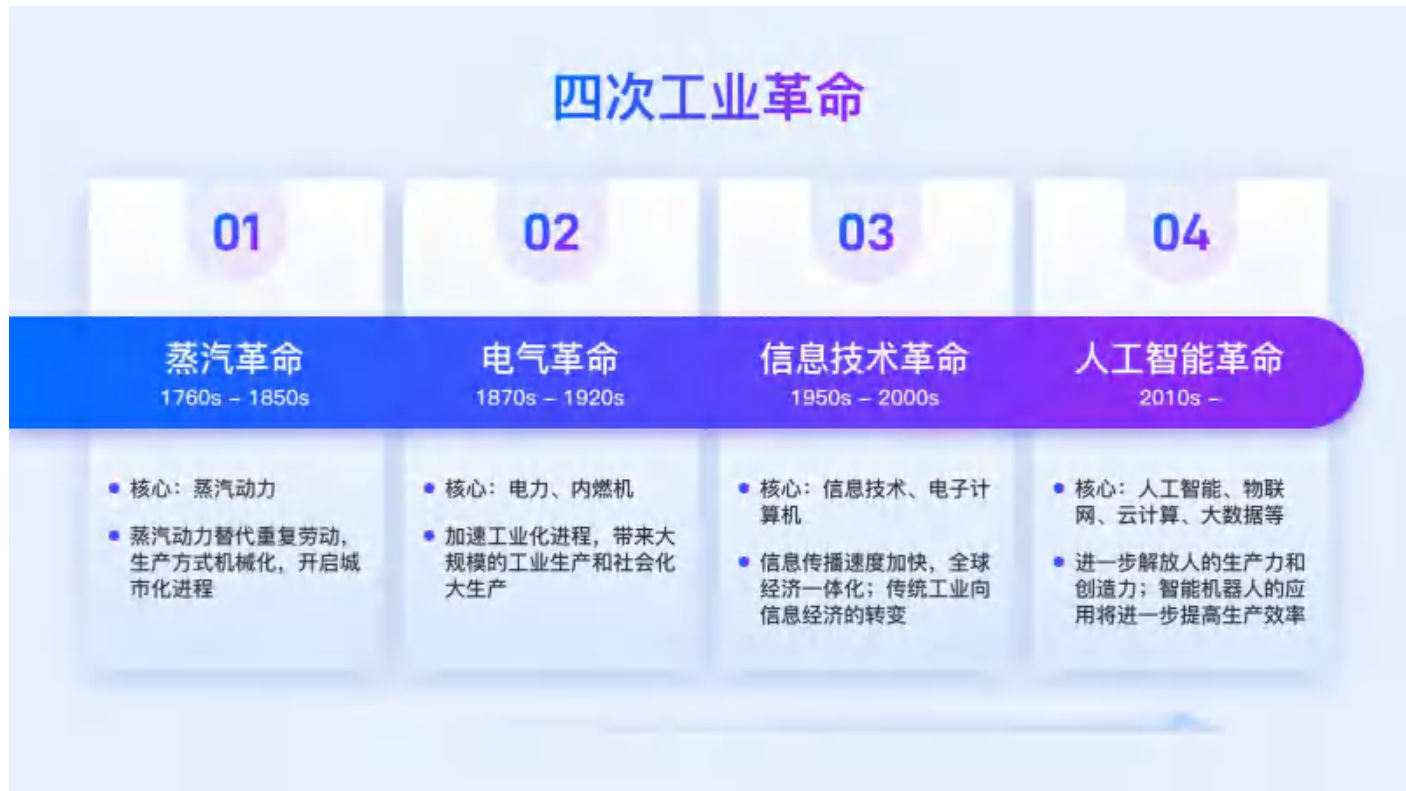 四次工业革命
01
蒸汽革命
1760s – 1850s
核心：蒸汽动力
蒸汽动力替代重复劳动，
生产方式机械化，开启城
市化进程
02
电气革命
1870s – 1920s
核心：电力、内燃机
加速工业化进程，带来大
规模的工业生产和社会化
大生产
03
信息技术革命
1950s – 2000s
核心：信息技术、电子计
算机
信息传播速度加快，全球
经济一体化；传统工业向
信息经济的转变
04
人工智能革命
2010s –
核心：人工智能、物联
网、云计算、大数据等
进一步解放人的生产力和
创造力；智能机器人的应
用将进一步提高生产效率